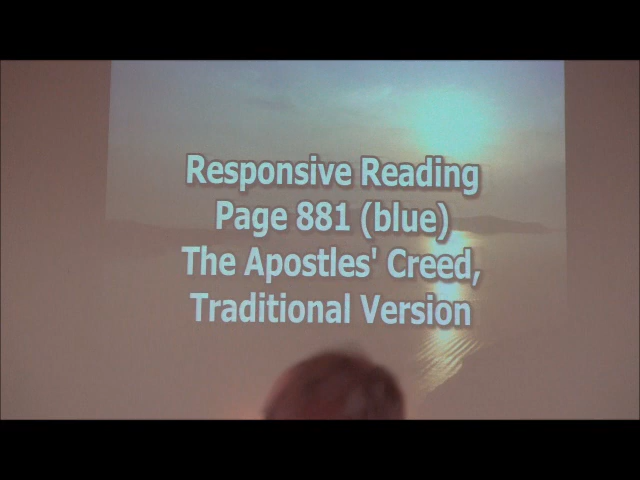 Responsive Reading
Page 881 (blue)
The Apostles' Creed,
Traditional Version